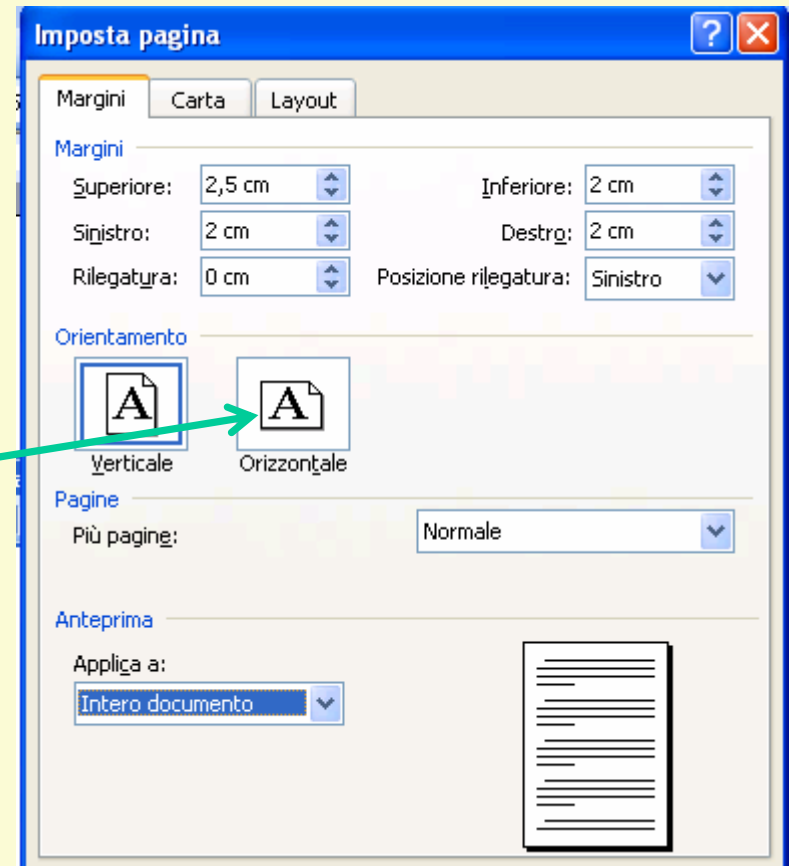 Imposta pagina
Margini Carta Layout
Margini
Superiore: 2,5 cm Inferiore: 2 cm
Sinistro: 2 cm Destro: 2 cm
Rilegatura: 0 cm Posizione rilegatura: Sinistro
Orientamento
A A
Verticale Orizzontale
Pagine
Più pagine: Normale
Anteprima
Applica a:
Intero documento